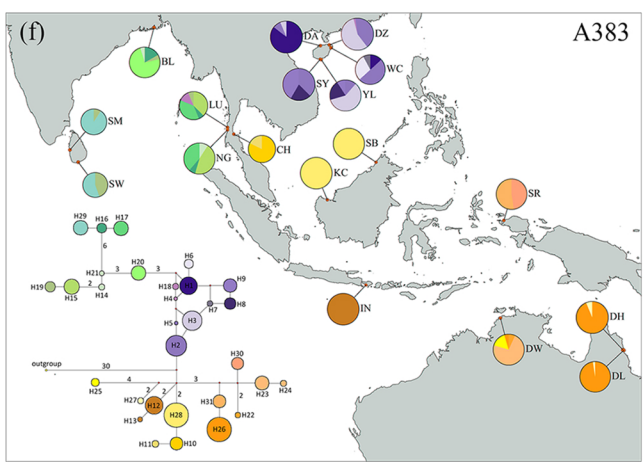 (f)
A383
DA
DZ
BL
WC
SY
YL
LU
SM
CH
SB
NG
KC
SW
SR
H29
H16
H17
6
H6
H21
3
H20
3
H18
H1
H9
H19
H15
2
H14
H4
H7
H8
H3
H5
H2
IN
DH
DW
DL
outgroup
30
H30
4
3
H25
2
2
2
2
H23
H24
H27
H12
H31
H28
H22
H13
H26
H11
H10